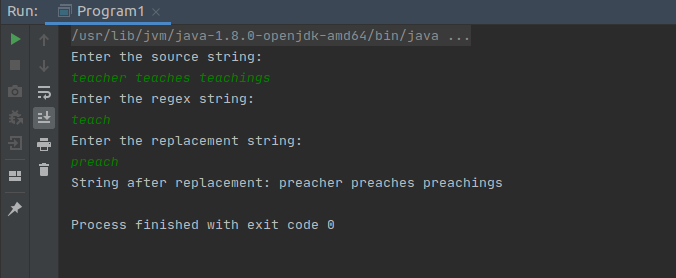 Run: Program1
/usr/lib/jvm/java-1.8.0-openjdk-amd64/bin/java ...
Enter the source string:
teacher teaches teachings
Enter the regex string:
teach
Enter the replacement string:
preach
String after replacement: preacher preaches preachings
Process finished with exit code 0